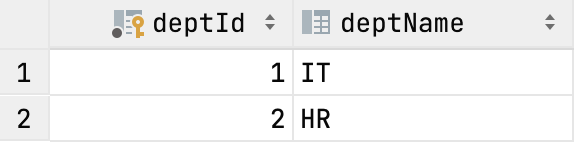 deptId deptName
1 1 IT
2 2 HR